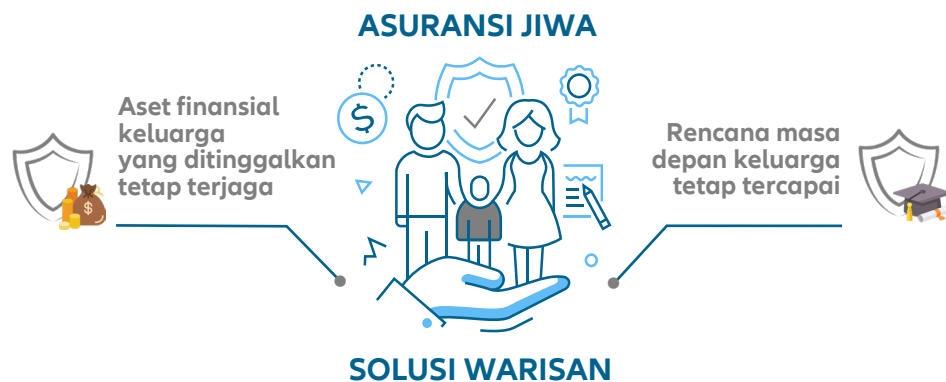 ASURANSI JIWA
Aset finansial
keluarga
yang ditinggalkan
tetap terjaga
Rencana masa
depan keluarga
tetap tercapai
$
$
SOLUSI WARISAN